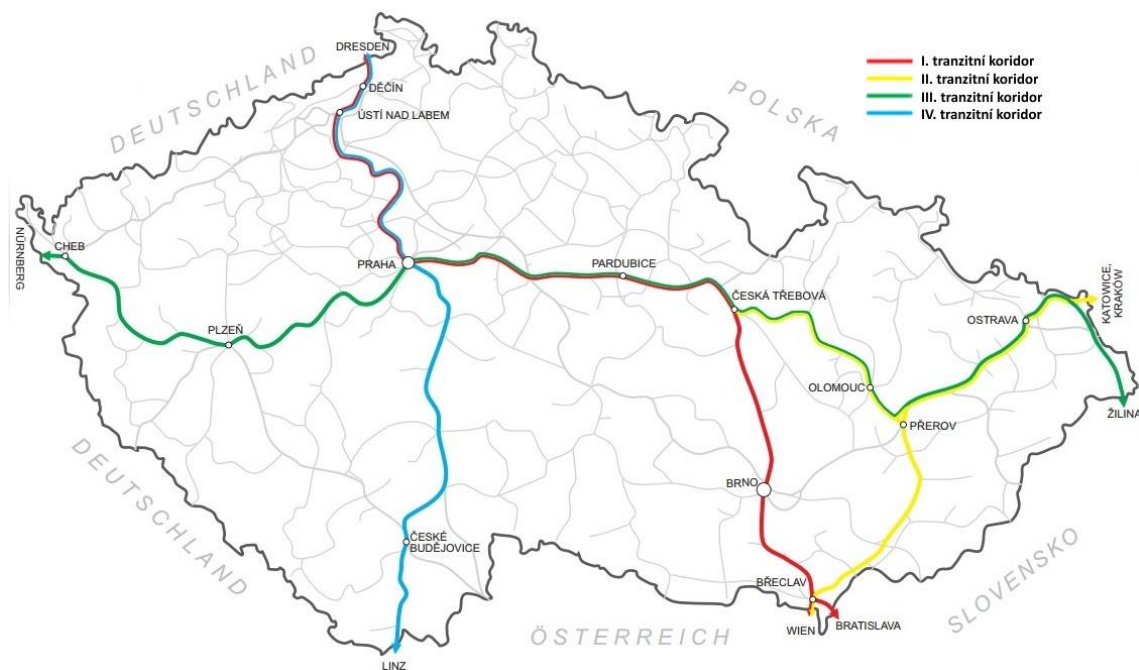 DRESDEN
DEUTSCHLAND
DĚČÍN
ÚSTÍ NAD LABEM
POLSKA
I. tranzitní koridor
II. tranzitní koridor
III. tranzitní koridor
IV. tranzitní koridor
NÜRNBERG
CHEB
PRAHA
PARDUBICE
ČESKÁ TŘEBOVÁ
KATOWICE,
KRAKÓW
OSTRAVA
PLZEŇ
OLOMOUC
ŽILINA
PŘEROV
DEUTSCHLAND
BRNO
ČESKÉ
BUDĚJOVICE
SLOVENSKO
BŘECLAV
ÖSTERREICH
WIEN
BRATISLAVA
LINZ